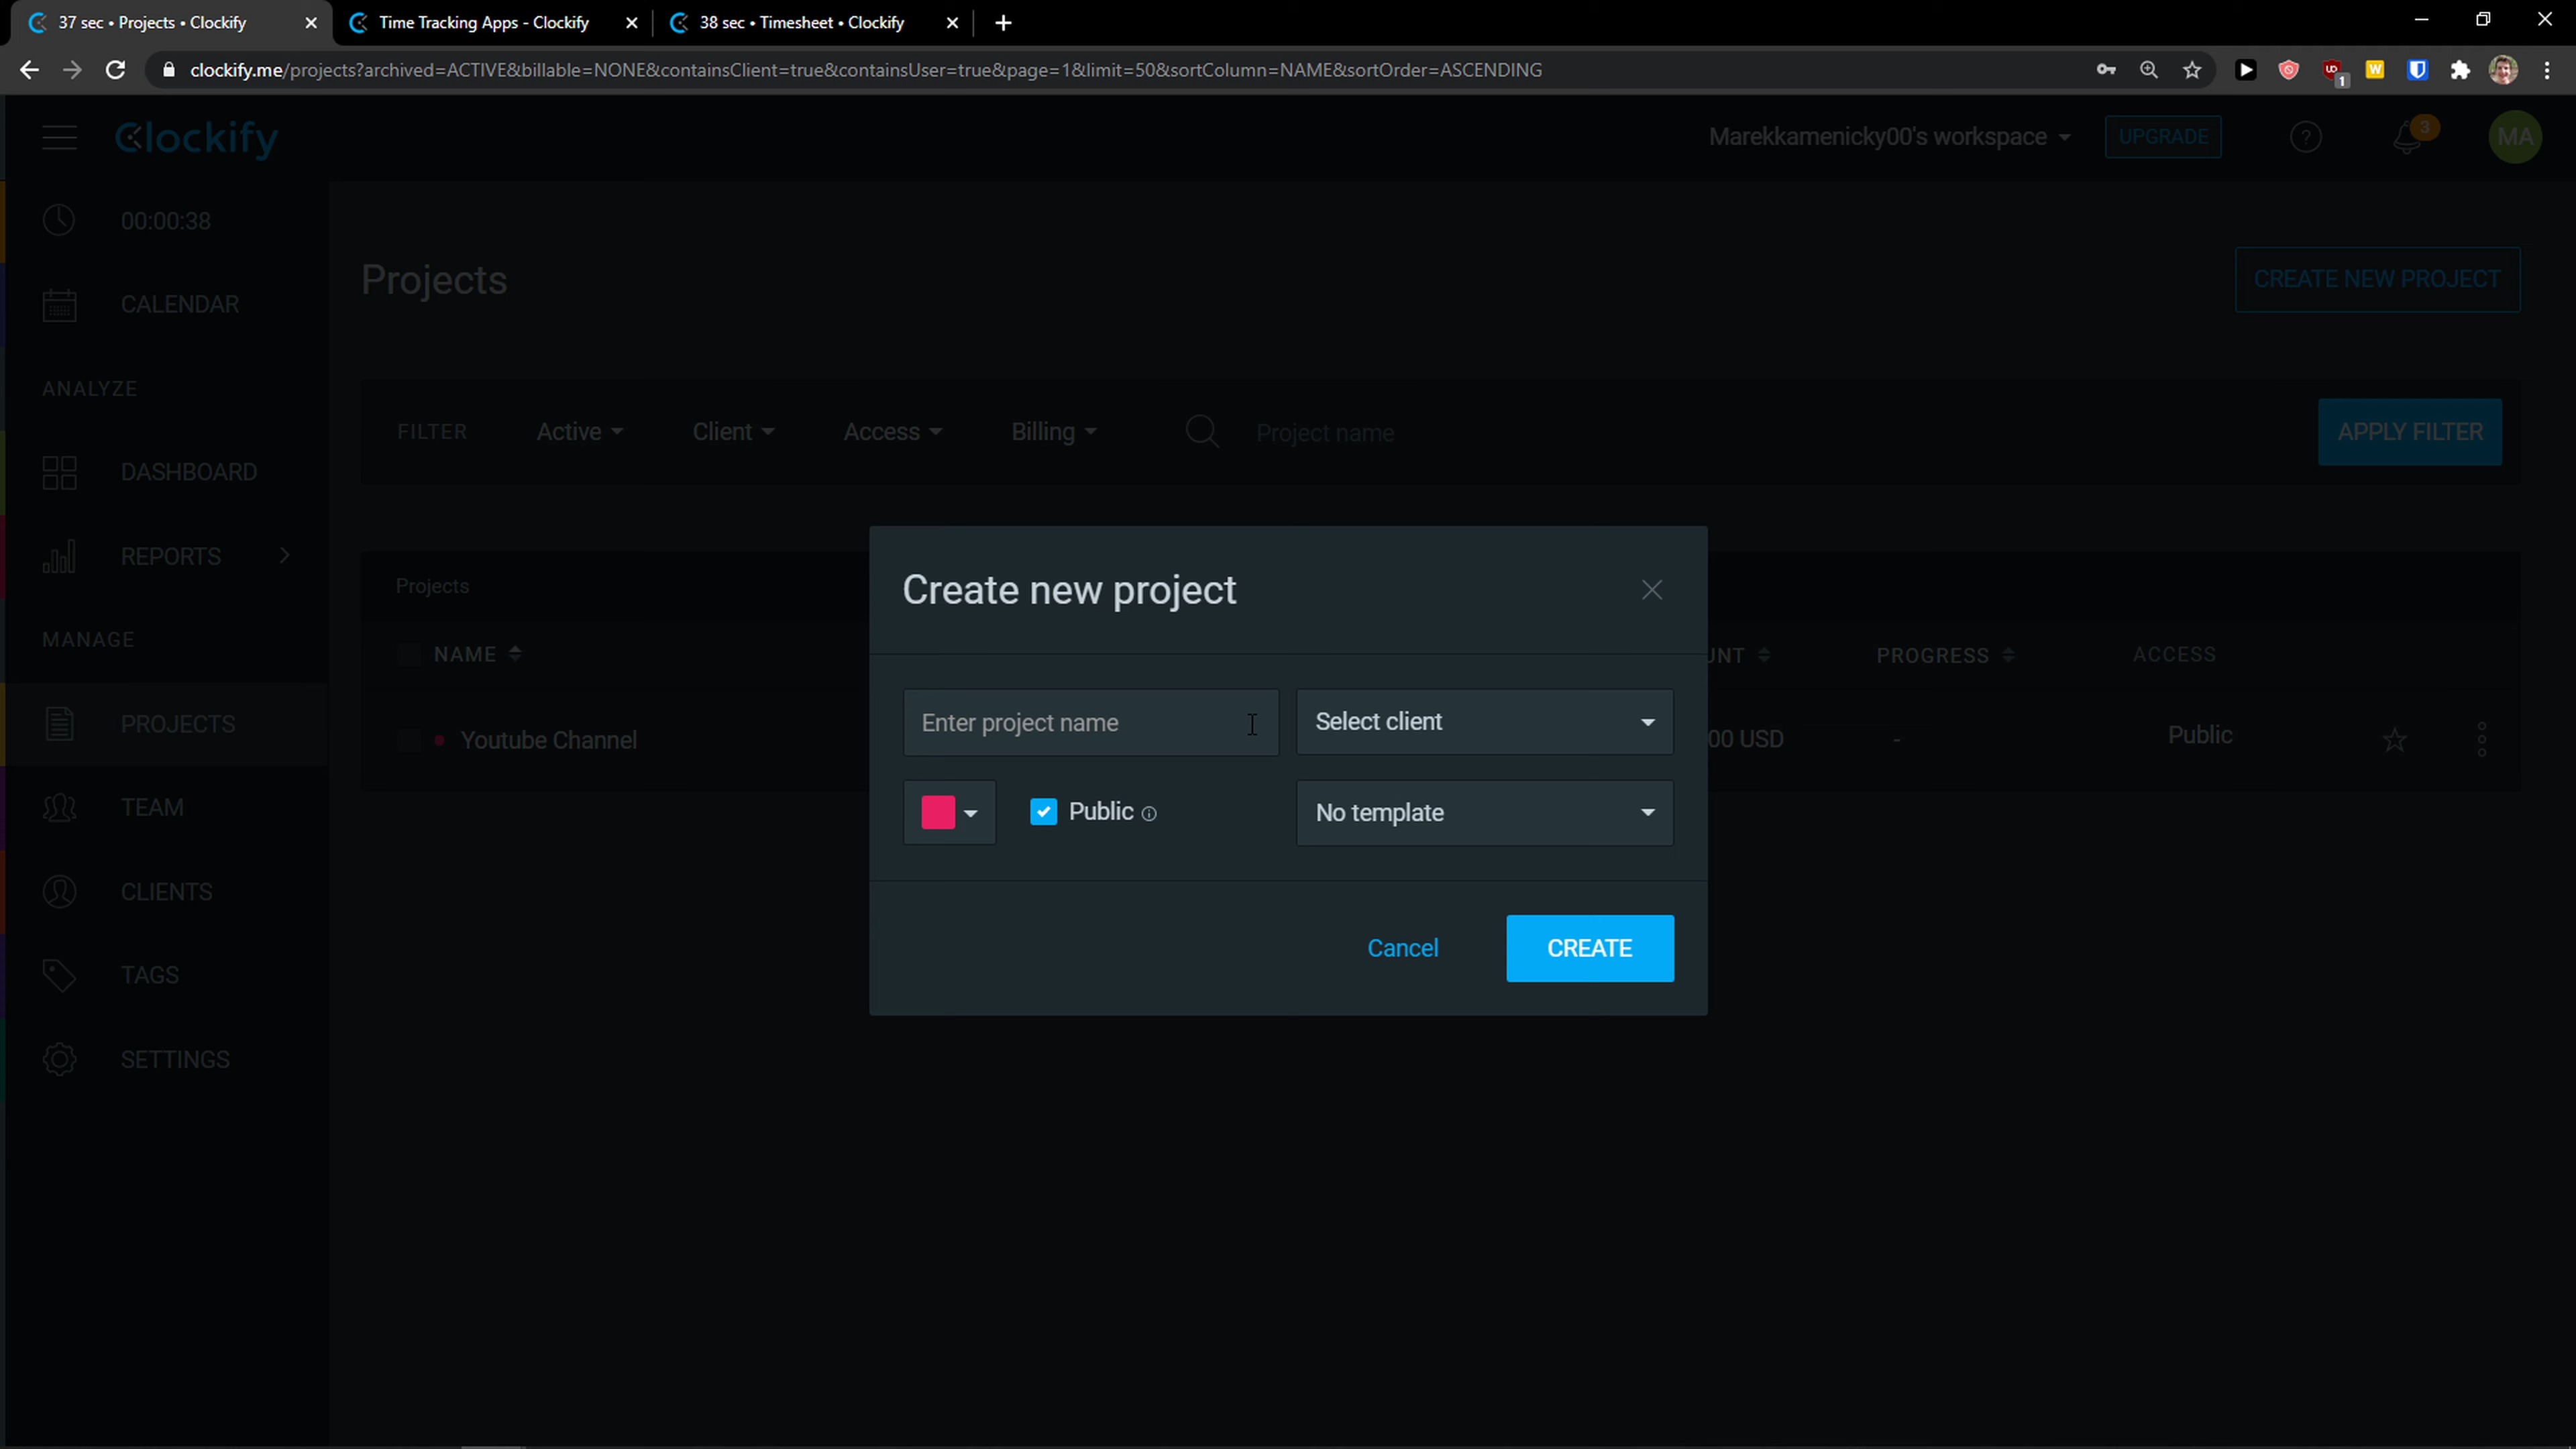 37 sec • Projects • Clockify
Time Tracking Apps - Clockify
38 sec • Timesheet • Clockify
clockify.me/projects?archived=ACTIVE&billable=NONE&containsClient=true&containsUser=true&page=1&limit=50&sortColumn=NAME&sortOrder=ASCENDING
1
W
Clockify
Marekkamenicky00's workspace
UPGRADE
?
3
MA
00:00:38
CALENDAR
ANALYZE
DASHBOARD
REPORTS
MANAGE
PROJECTS
TEAM
CLIENTS
TAGS
SETTINGS
Projects
CREATE NEW PROJECT
FILTER Active Client Access Billing Project name APPLY FILTER
Projects
NAME UNT PROGRESS ACCESS
Youtube Channel 00 USD - Public
Create new project
Enter project name Select client
Public No template
Cancel CREATE